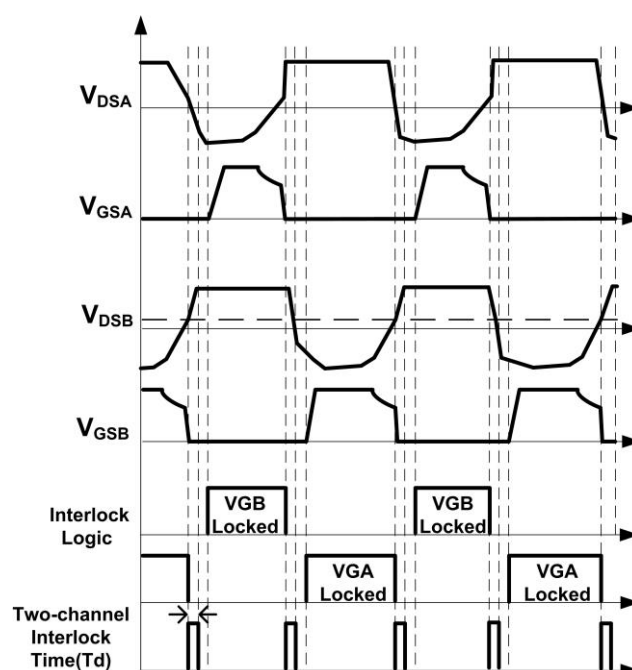 VDSA
VGSA
VDSB
VGSB
Interlock
Logic
VGB
Locked
VGB
Locked
VGA
Locked
VGA
Locked
Two-channel
Interlock
Time(Td)